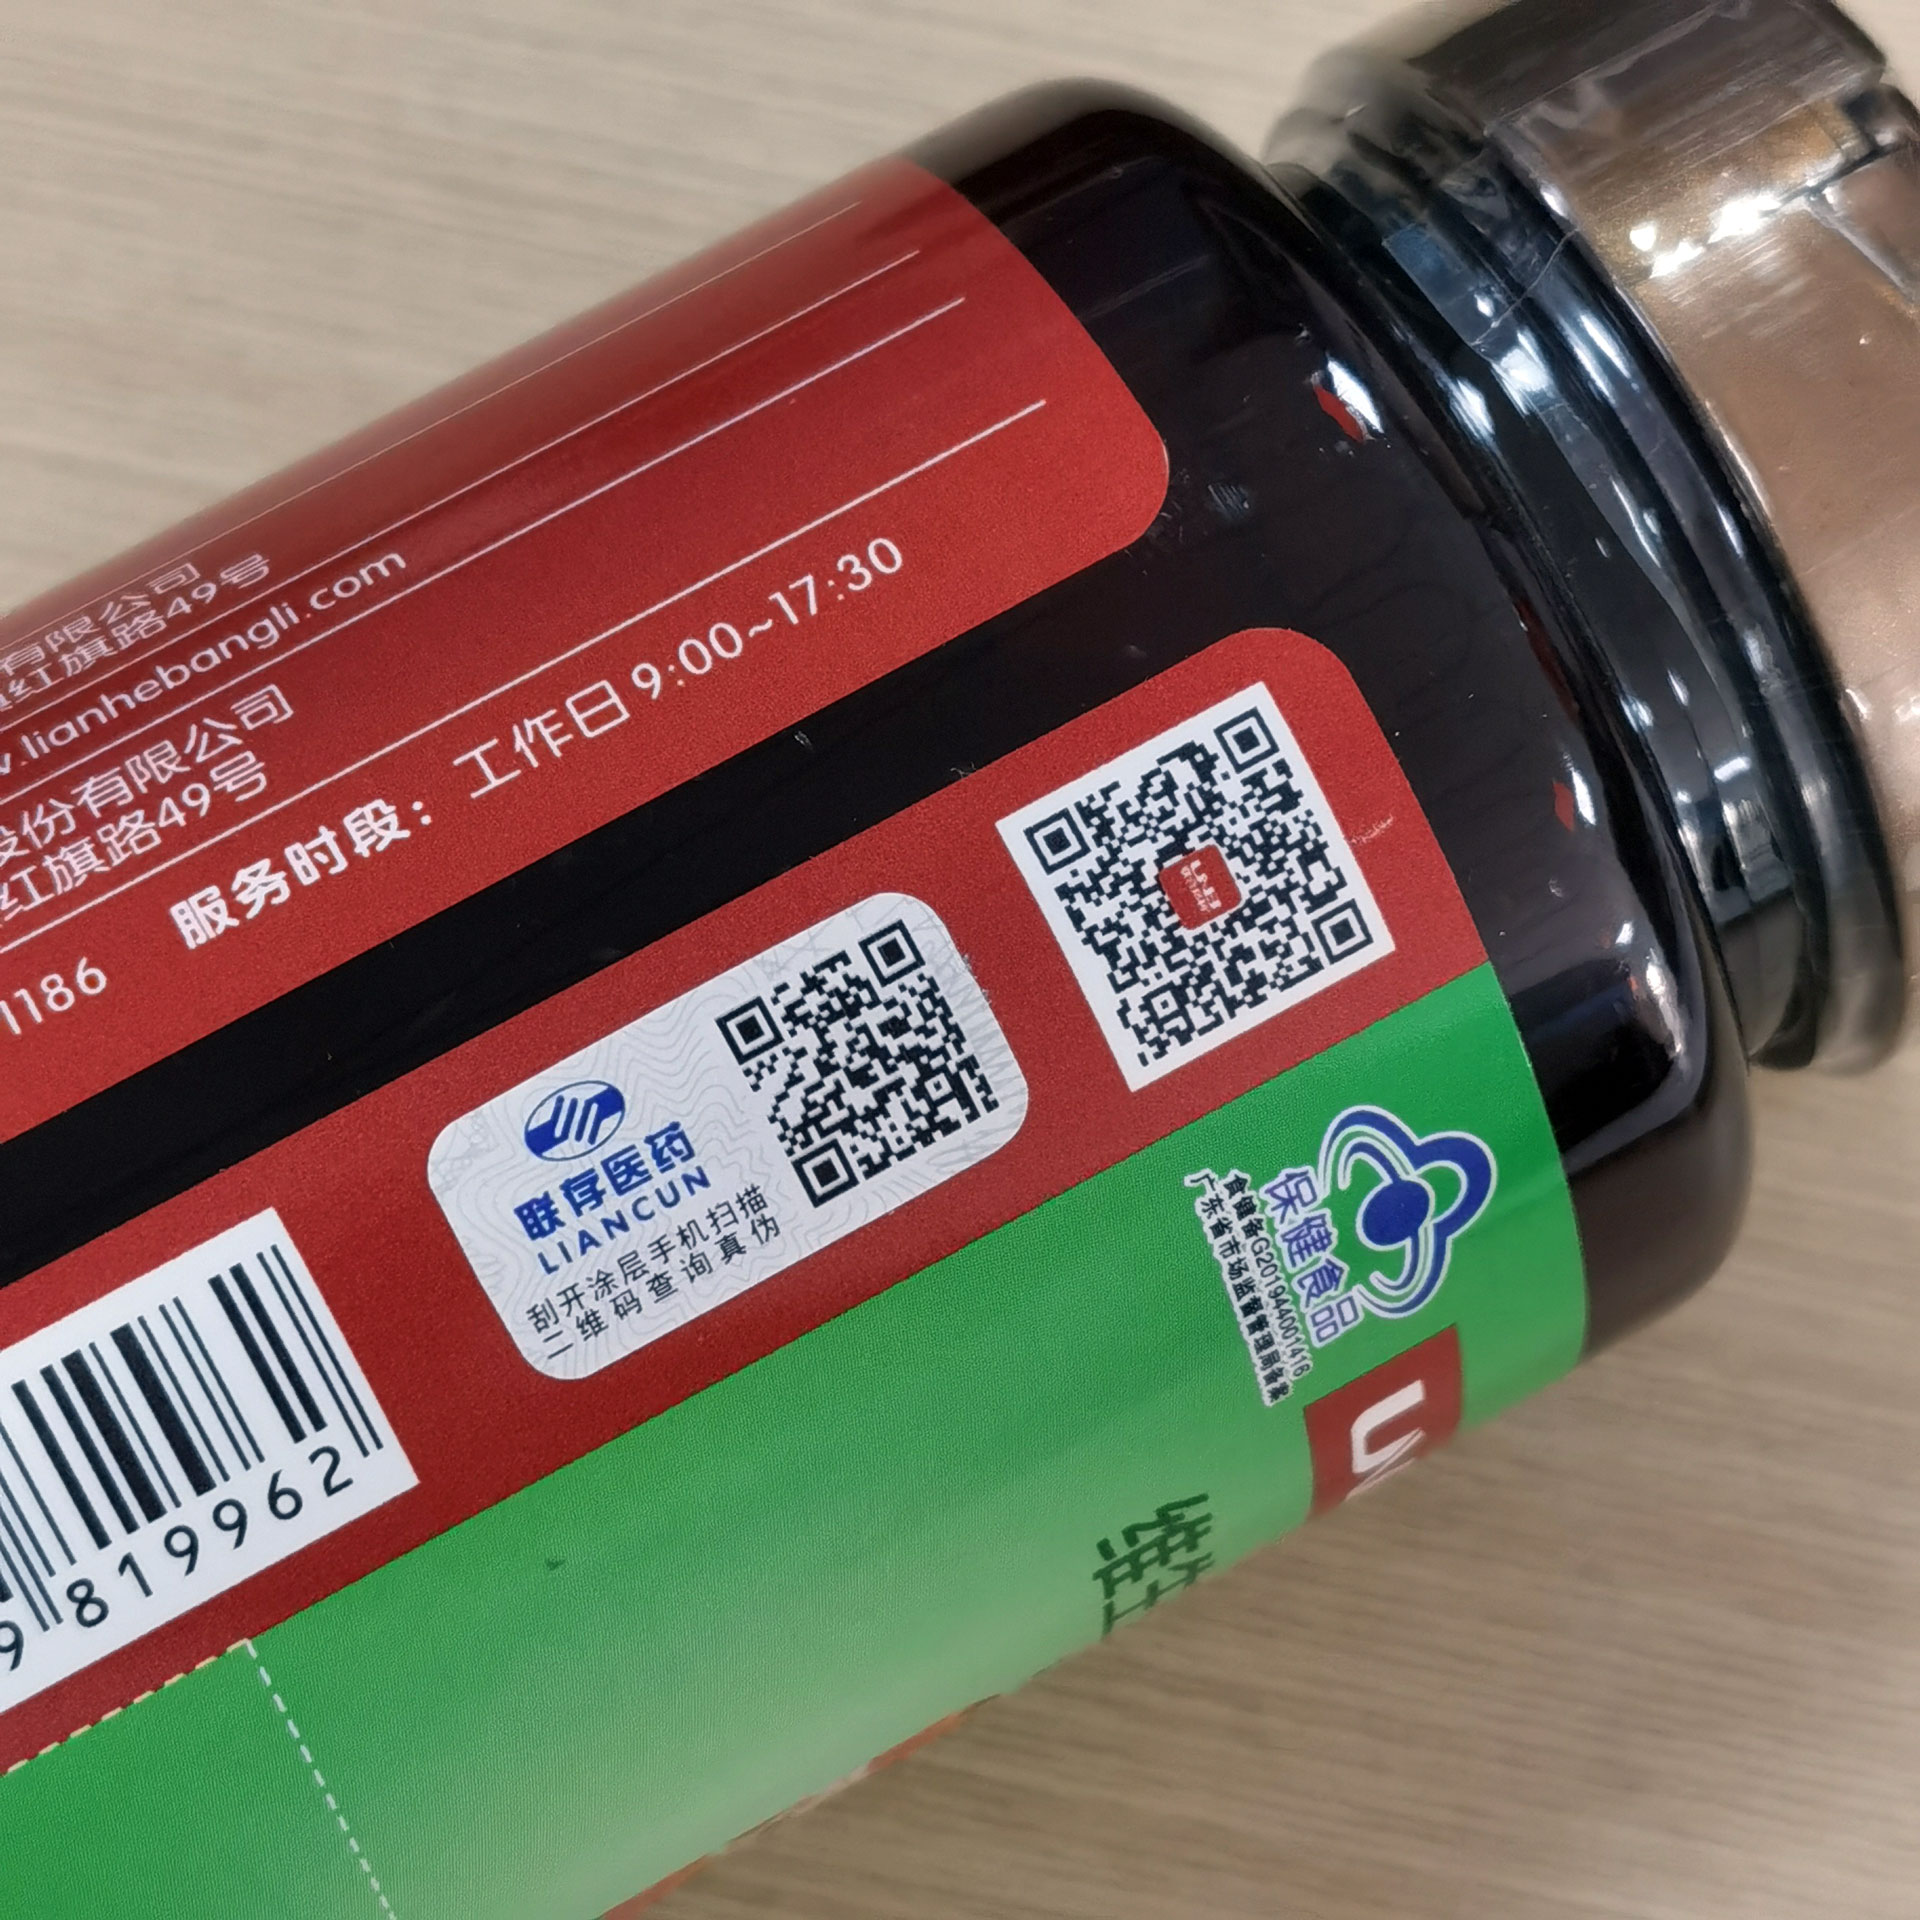 有限公司
红旗路49号
.lianhebangli.com
股份有限公司
红旗路49号
1186 服务时段: 工作日 9:00~17:30
联存医药
LIANCUN
刮开涂层手机扫描
二维码查询真伪
9 819962
保健食品
食健备G201944001416
广东省市场监督管理局备案
维生